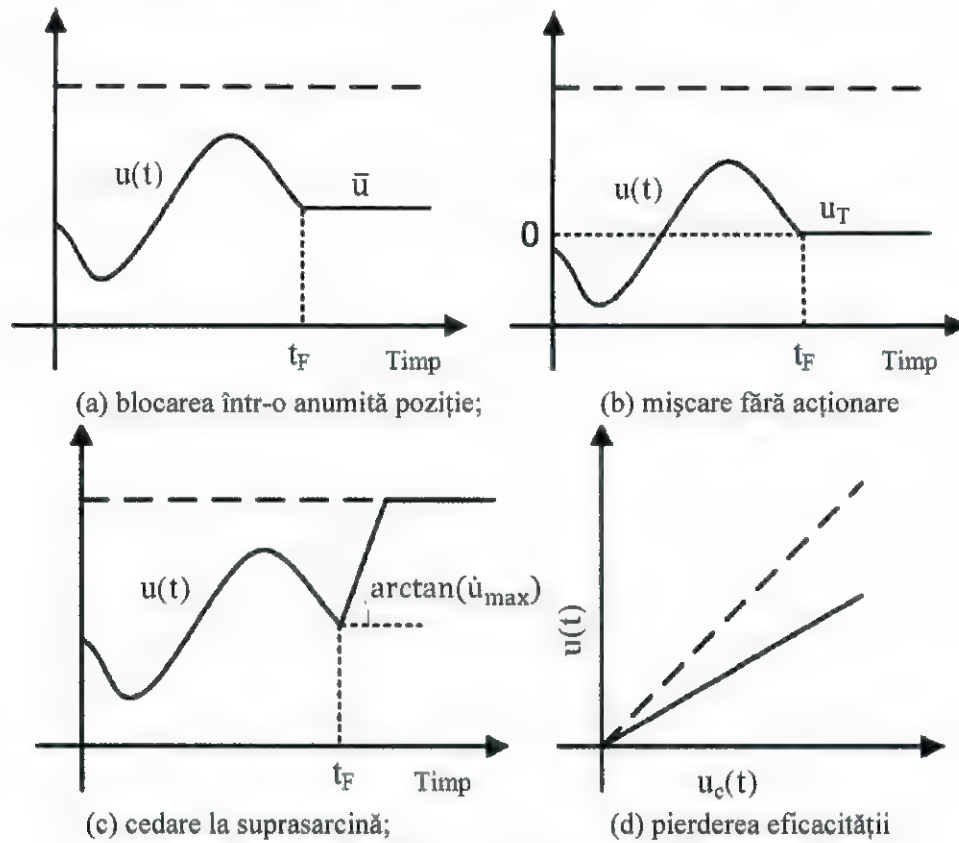 u(t)
ū
t_F
Timp
(a) blocarea într-o anumită poziție;
u(t)
u_T
0
t_F
Timp
(b) mișcare fără acționare
u(t)
arctan(u̇_max)
t_F
Timp
(c) cedare la suprasarcină;
u(t)
u_c(t)
(d) pierderea eficacității